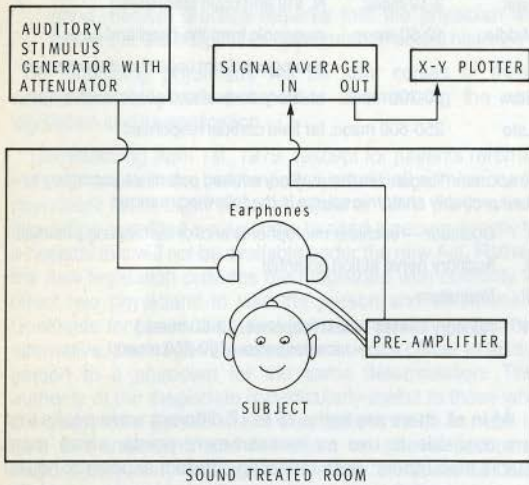 AUDITORY
STIMULUS
GENERATOR WITH
ATTENUATOR
SIGNAL AVERAGER
IN OUT
X-Y PLOTTER
Earphones
PRE-AMPLIFIER
SUBJECT
SOUND TREATED ROOM